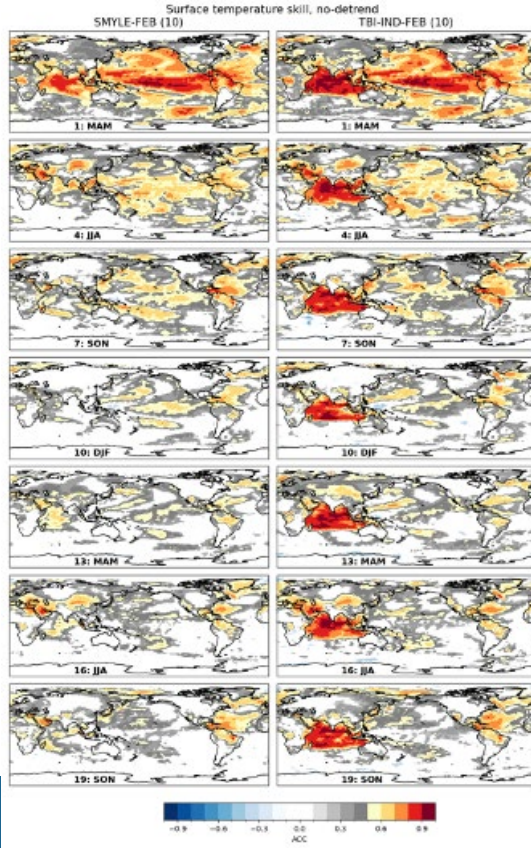 Surface temperature skill, no-detrend
SMYLE-FEB (10) TBI-IND-FEB (10)
1: MAM 1: MAM
4: JJA 4: JJA
7: SON 7: SON
10: DJF 10: DJF
13: MAM 13: MAM
16: JJA 16: JJA
19: SON 19: SON
−0.9 −0.6 −0.3 0.0 0.3 0.6 0.9
ACC